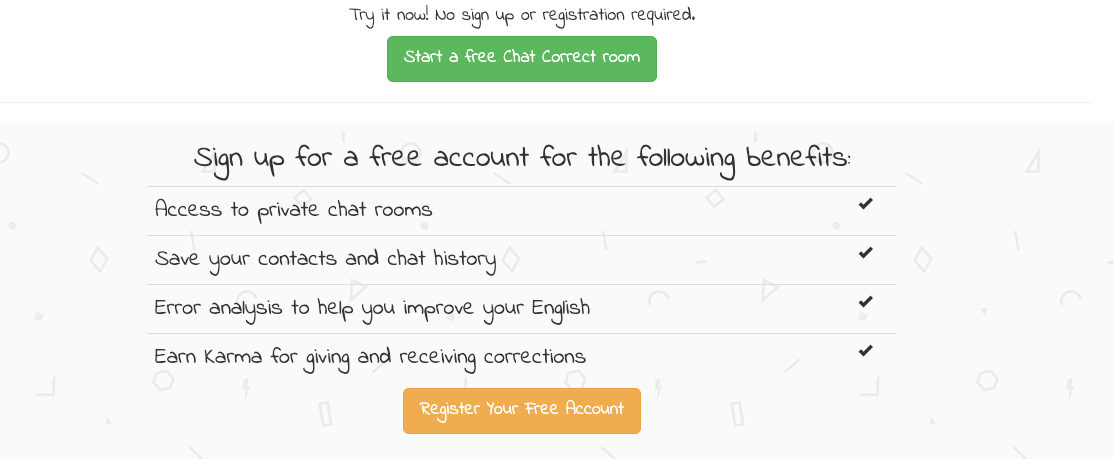 Try it now! No sign up or registration required.
Start a free Chat Correct room
Sign up for a free account for the following benefits:
Access to private chat rooms
Save your contacts and chat history
Error analysis to help you improve your English
Earn Karma for giving and receiving corrections
Register Your Free Account